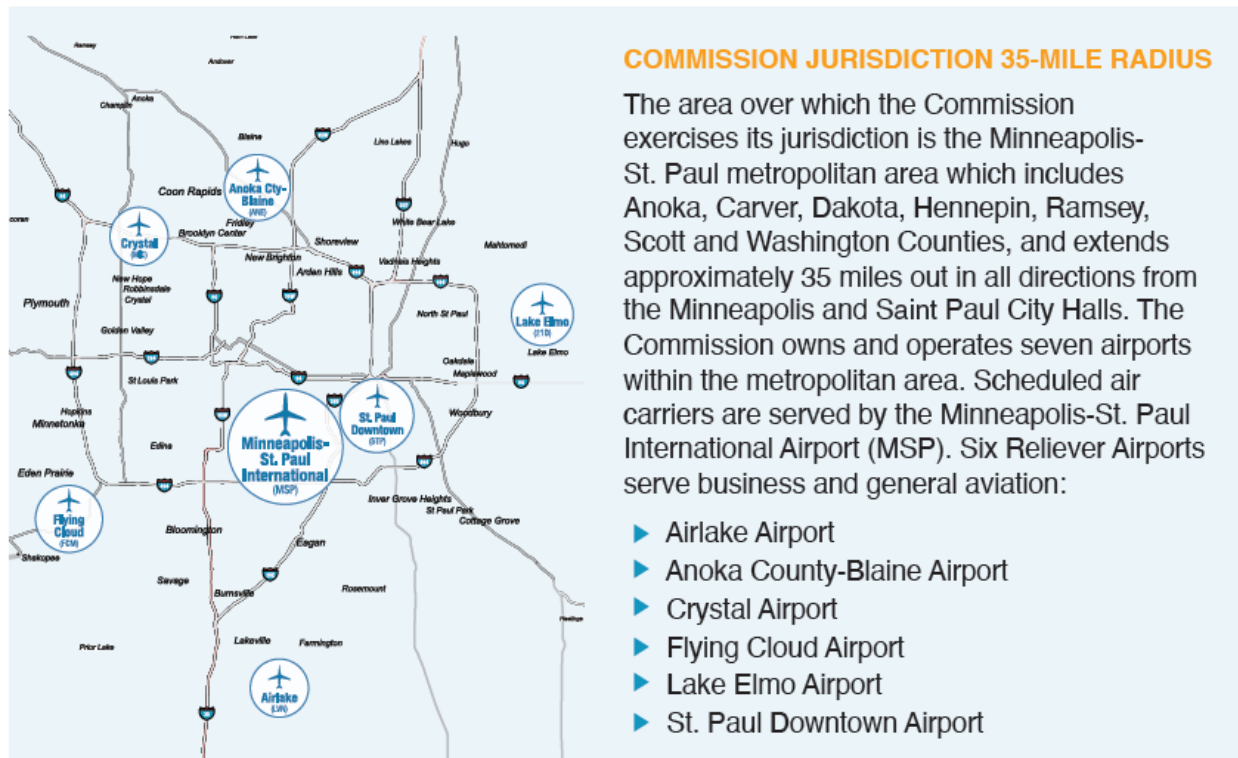 Ramsey
Andover
Champlin
Anoka
Blaine
Lino Lakes
Hugo
Coon Rapids
Anoka Cty-
Blaine
(ANE)
Fridley
Brooklyn Center
White Bear Lake
Crystal
Shoreview
Mahtomedi
New Brighton
Arden Hills
Vadnais Heights
New Hope
Robbinsdale
Crystal
Plymouth
North St Paul
Lake Elmo
(21D)
Golden Valley
Lake Elmo
Oakdale
Maplewood
St Louis Park
Hopkins
Minnetonka
St. Paul
Downtown
(STP)
Woodbury
Minneapolis-
St. Paul
International
(MSP)
Edina
Eden Prairie
Inver Grove Heights
St Paul Park
Cottage Grove
Flying
Cloud
(FCM)
Bloomington
Eagan
Shakopee
Savage
Burnsville
Rosemount
Hastings
Prior Lake
Lakeville
Farmington
Airlake
(LVN)
COMMISSION JURISDICTION 35-MILE RADIUS
The area over which the Commission
exercises its jurisdiction is the Minneapolis-
St. Paul metropolitan area which includes
Anoka, Carver, Dakota, Hennepin, Ramsey,
Scott and Washington Counties, and extends
approximately 35 miles out in all directions from
the Minneapolis and Saint Paul City Halls. The
Commission owns and operates seven airports
within the metropolitan area. Scheduled air
carriers are served by the Minneapolis-St. Paul
International Airport (MSP). Six Reliever Airports
serve business and general aviation:
Airlake Airport
Anoka County-Blaine Airport
Crystal Airport
Flying Cloud Airport
Lake Elmo Airport
St. Paul Downtown Airport